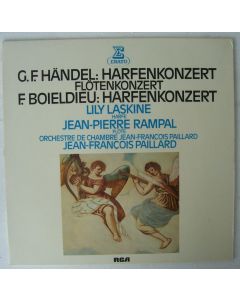 ERATO
G.F. HÄNDEL: HARFENKONZERT
FLÖTENKONZERT
F. BOIELDIEU: HARFENKONZERT
LILY LASKINE
HARFE
JEAN-PIERRE RAMPAL
FLÖTE
ORCHESTRE DE CHAMBRE JEAN-FRANÇOIS PAILLARD
JEAN-FRANÇOIS PAILLARD
RCA